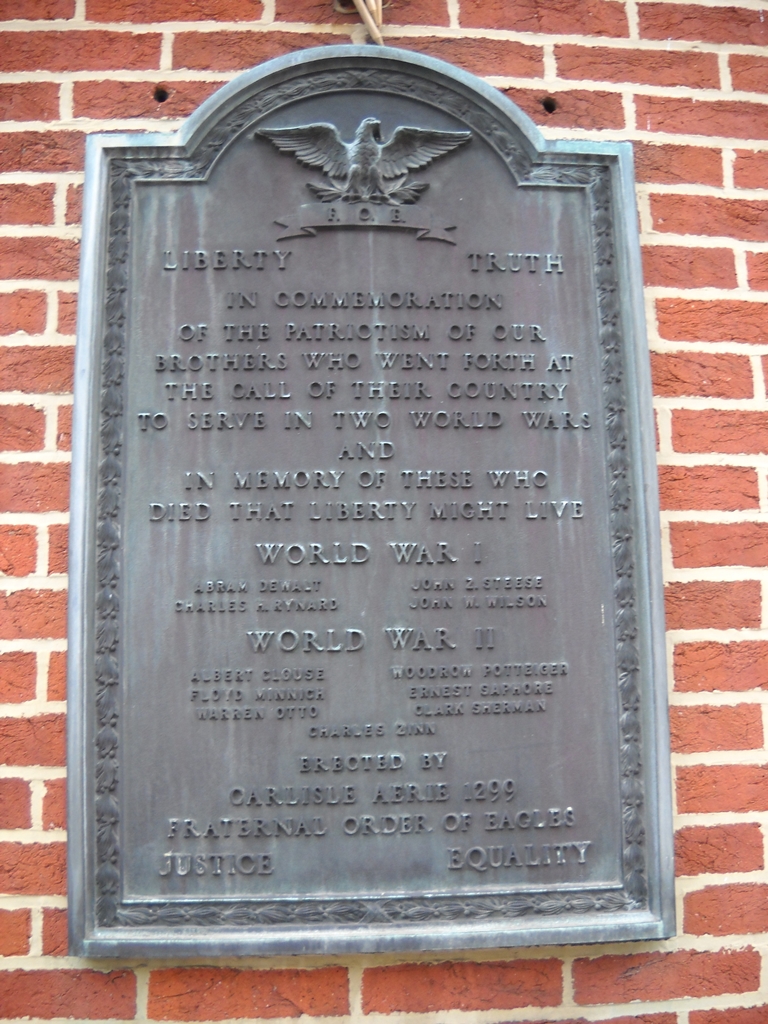 F. O. E.
LIBERTY TRUTH
IN COMMEMORATION
OF THE PATRIOTISM OF OUR
BROTHERS WHO WENT FORTH AT
THE CALL OF THEIR COUNTRY
TO SERVE IN TWO WORLD WARS
AND
IN MEMORY OF THESE WHO
DIED THAT LIBERTY MIGHT LIVE
WORLD WAR I
ABRAM DEWALT JOHN Z. STEESE
CHARLES H. RYNARD JOHN W. WILSON
WORLD WAR II
ALBERT CLOUSE WOODROW POTTEIGER
FLOYD MINNICH ERNEST SAPHORE
WARREN OTTO CLARK SHERMAN
CHARLES ZINN
ERECTED BY
CARLISLE AERIE 1299
FRATERNAL ORDER OF EAGLES
JUSTICE EQUALITY